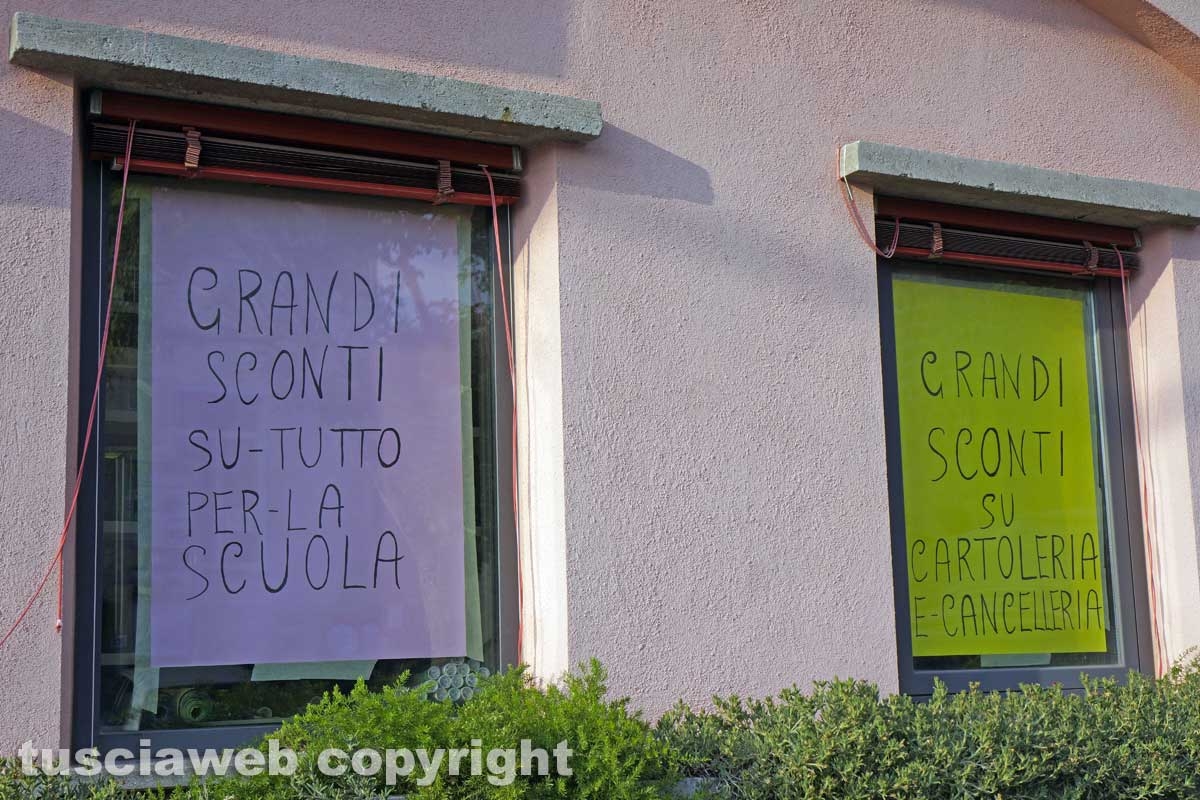 GRANDI
SCONTI
SU-TUTTO
PER-LA
SCUOLA
GRANDI
SCONTI
SU
CARTOLERIA
E-CANCELLERIA
tusciaweb copyright ©